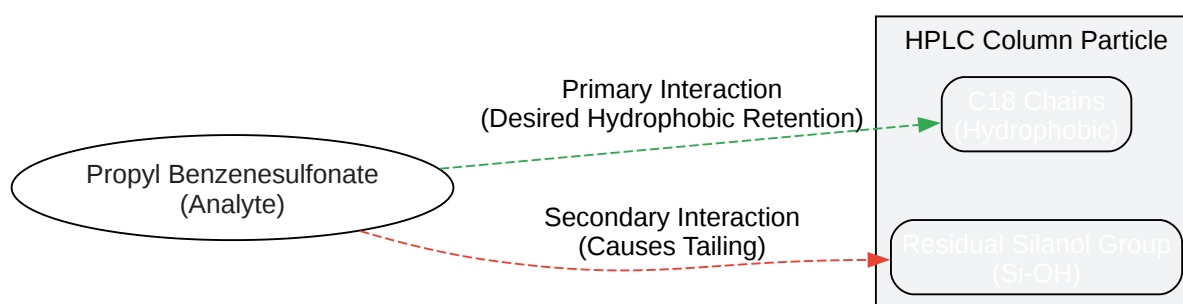 HPLC Column Particle
C18 Chains
(Hydrophobic)
Primary Interaction
(Desired Hydrophobic Retention)
Propyl Benzenesulfonate
(Analyte)
Secondary Interaction
(Causes Tailing)
Residual Silanol Group
(Si-OH)